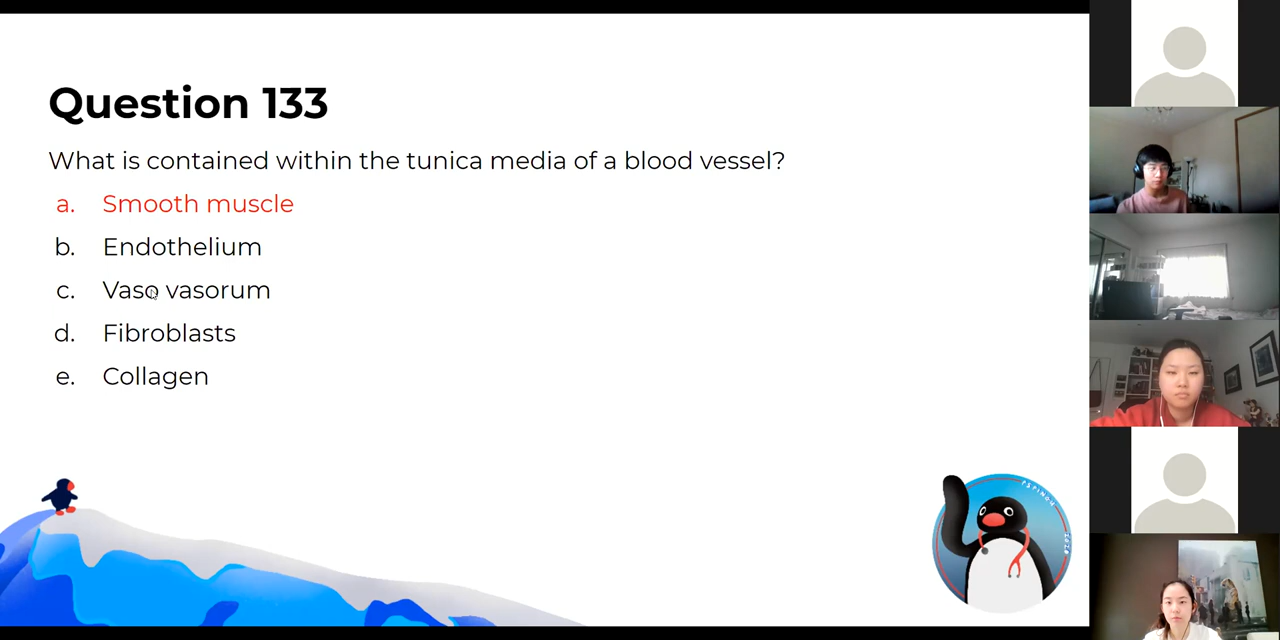 Question 133
What is contained within the tunica media of a blood vessel?
a. Smooth muscle
b. Endothelium
c. Vaso vasorum
d. Fibroblasts
e. Collagen